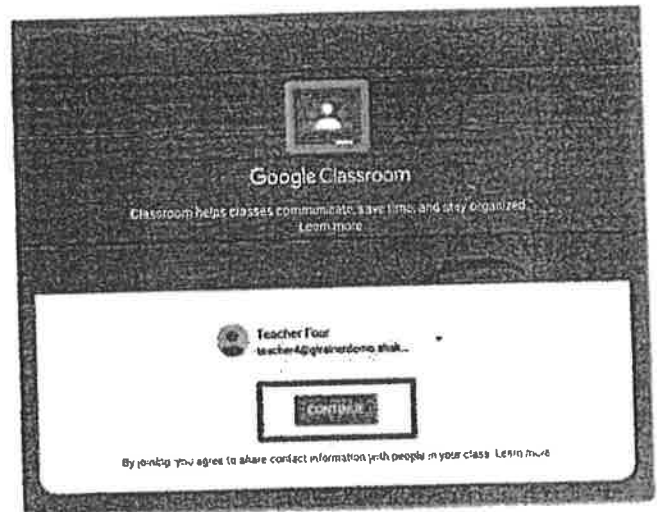 Google Classroom
Classroom helps classes communicate, save time, and stay organized.
Learn more
Teacher Four
CONTINUE
By joining, you agree to share contact information with people in your class. Learn more